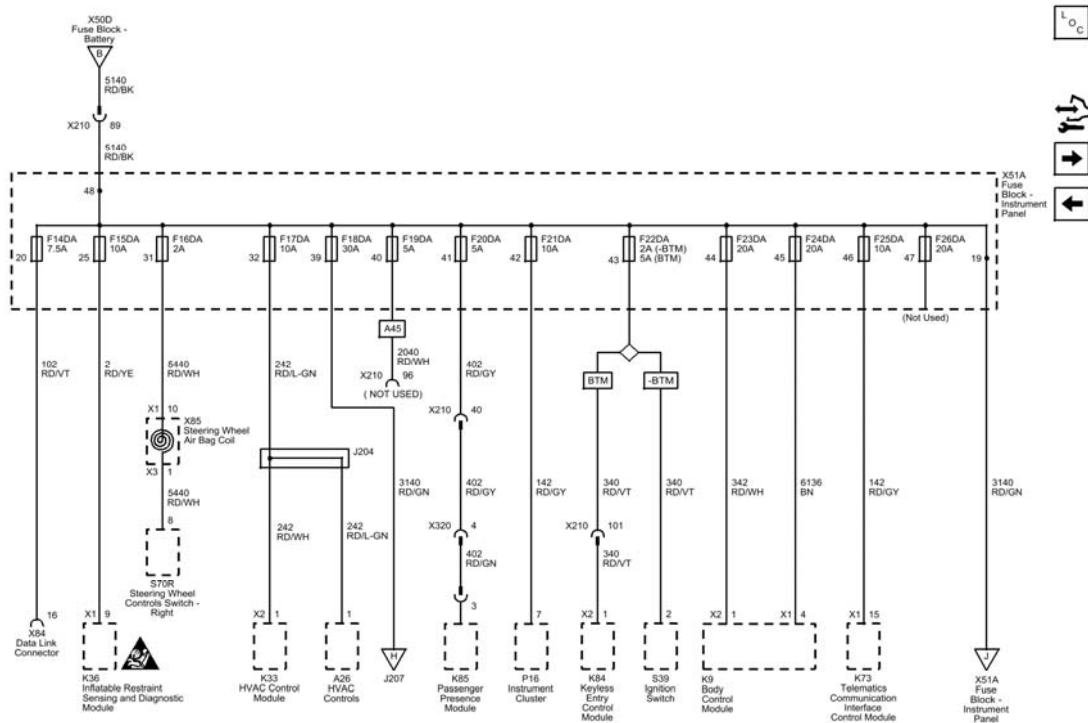 X50D
Fuse Block -
Battery
B
L
O
C
5140
RD/BK
X210 89
5140
RD/BK
X51A
Fuse
Block -
Instrument
Panel
48
F14DA
7.5A
20
F15DA
10A
25
F16DA
2A
31
F17DA
10A
32
F18DA
30A
39
F19DA
5A
40
F20DA
5A
41
F21DA
10A
42
F22DA
2A (-BTM)
5A (BTM)
43
F23DA
20A
44
F24DA
20A
45
F25DA
10A
46
F26DA
20A
47
19
(Not Used)
A45
102
RD/VT
2
RD/YE
5440
RD/WH
242
RD/L-GN
2040
RD/WH
X210 96
( NOT USED )
402
RD/GY
BTM
-BTM
X1 10
X85
Steering Wheel
Air Bag Coil
X3 1
X210 40
J204
5440
RD/WH
3140
RD/GN
402
RD/GY
142
RD/GY
340
RD/VT
340
RD/VT
342
RD/WH
6136
BN
142
RD/GY
3140
RD/GN
8
242
RD/WH
242
RD/L-GN
X320 4
X210 101
402
RD/GN
340
RD/VT
S70R
Steering Wheel
Controls Switch -
Right
3
16
X84
Data Link
Connector
X1 9
K36
Inflatable Restraint
Sensing and Diagnostic
Module
X2 1
K33
HVAC Control
Module
1
A26
HVAC
Controls
H
J207
K85
Passenger
Presence Module
7
P16
Instrument
Cluster
X2 1
K84
Keyless
Entry
Control
Module
2
S39
Ignition
Switch
X2 1
X1 4
K9
Body
Control
Module
X1 15
K73
Telematics
Communication
Interface
Control Module
J
X51A
Fuse
Block -
Instrument
Panel